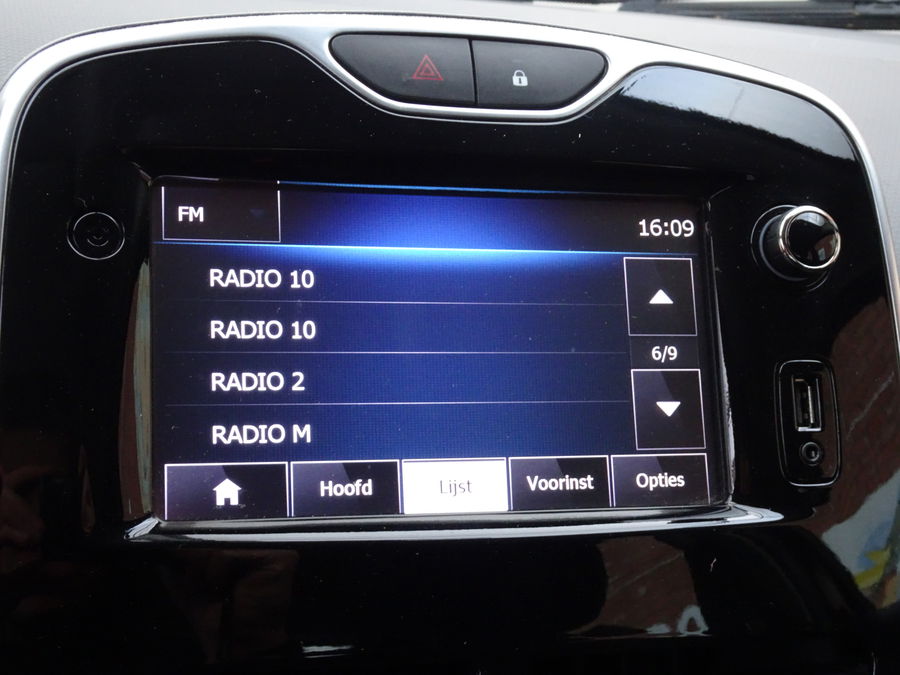 FM
16:09
RADIO 10
RADIO 10
RADIO 2
RADIO M
6/9
Hoofd
Lijst
Voorinst
Opties